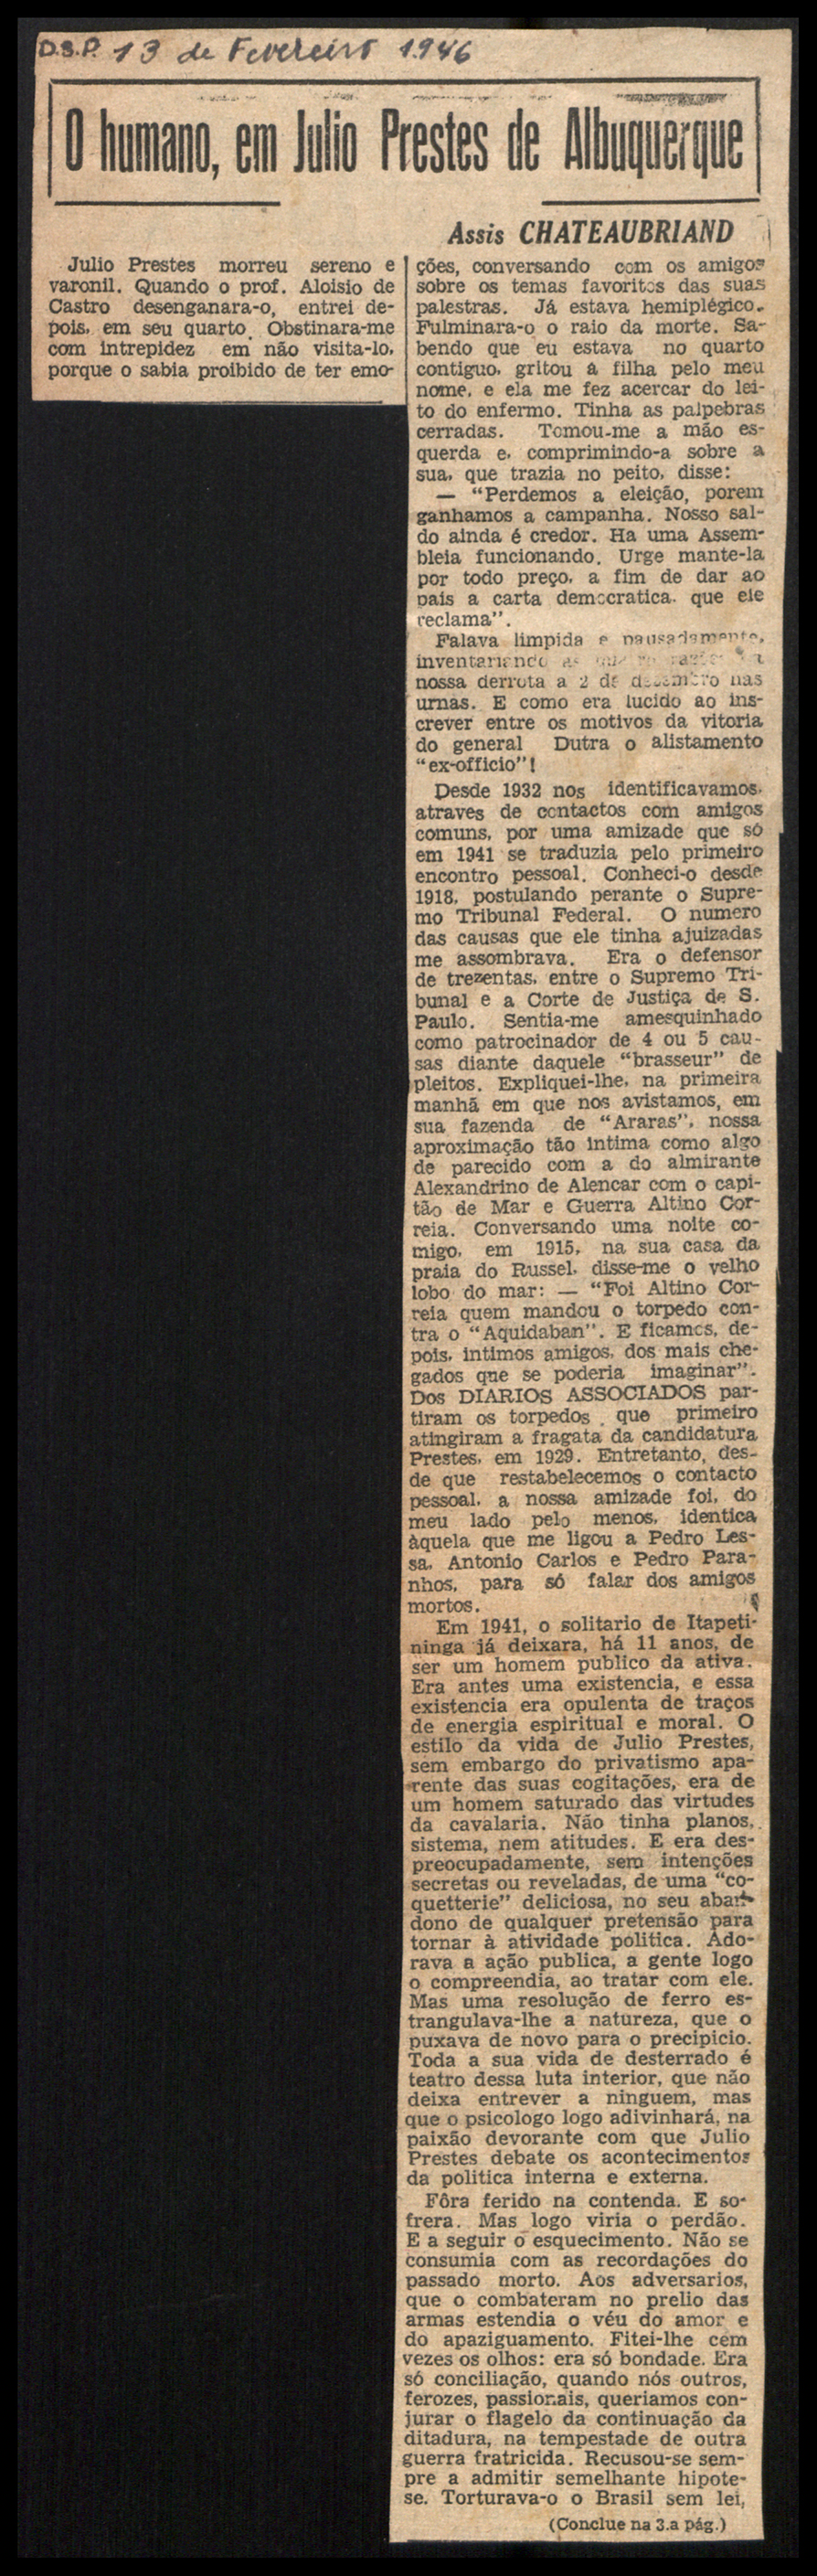 D.S.P. 13 de Fevereiro 1946
O humano, em Julio Prestes de Albuquerque
Assis CHATEAUBRIAND
Julio Prestes morreu sereno e
varonil. Quando o prof. Aloisio de
Castro desenganara-o, entrei de-
pois, em seu quarto. Obstinara-me
com intrepidez em não visita-lo,
porque o sabia proibido de ter emo-
ções, conversando com os amigos
sobre os temas favoritos das suas
palestras. Já estava hemiplégico.
Fulminara-o o raio da morte. Sa-
bendo que eu estava no quarto
contiguo, gritou á filha pelo meu
nome, e ela me fez acercar do lei-
to do enfermo. Tinha as palpebras
cerradas. Tomou-me a mão es-
querda e, comprimindo-a sobre a
sua, que trazia no peito, disse:
— "Perdemos a eleição, porem
ganhamos a campanha. Nosso sal-
do ainda é credor. Ha uma Assem-
bleia funcionando. Urge mante-la
por todo preço, a fim de dar ao
pais a carta democratica, que ele
reclama".
Falava limpida e pausadamente,
inventariando as
nossa derrota a 2 de dezembro nas
urnas. E como era lucido ao ins-
crever entre os motivos da vitoria
do general Dutra o alistamento
"ex-officio"!
Desde 1932 nos identificavamos,
atraves de contactos com amigos
comuns, por uma amizade que só
em 1941 se traduzia pelo primeiro
encontro pessoal. Conheci-o desde
1918, postulando perante o Supre-
mo Tribunal Federal. O numero
das causas que ele tinha ajuizadas
me assombrava. Era o defensor
de trezentas, entre o Supremo Tri-
bunal e a Corte de Justiça de S.
Paulo. Sentia-me amesquinhado
como patrocinador de 4 ou 5 cau-
sas diante daquele "brasseur" de
pleitos. Expliquei-lhe, na primeira
manhã em que nos avistamos, em
sua fazenda de "Araras", nossa
aproximação tão intima como algo
de parecido com a do almirante
Alexandrino de Alencar com o capi-
tão de Mar e Guerra Altino Cor-
reia. Conversando uma noite co-
migo, em 1915, na sua casa da
praia do Russel, disse-me o velho
lobo do mar: — "Foi Altino Cor-
reia quem mandou o torpedo con-
tra o "Aquidaban". E ficamos, de-
pois, intimos amigos, dos mais che-
gados que se poderia imaginar".
Dos DIARIOS ASSOCIADOS par-
tiram os torpedos que primeiro
atingiram a fragata da candidatura
Prestes, em 1929. Entretanto, des-
de que restabelecemos o contacto
pessoal, a nossa amizade foi, do
meu lado pelo menos, identica
àquela que me ligou a Pedro Les-
sa, Antonio Carlos e Pedro Para-
nhos, para só falar dos amigos
mortos.
Em 1941, o solitario de Itapeti-
ninga já deixara, há 11 anos, de
ser um homem publico da ativa.
Era antes uma existencia, e essa
existencia era opulenta de traços
de energia espiritual e moral. O
estilo da vida de Julio Prestes,
sem embargo do privatismo apa-
rente das suas cogitações, era de
um homem saturado das virtudes
da cavalaria. Não tinha planos,
sistema, nem atitudes. E era des-
preocupadamente, sem intenções
secretas ou reveladas, de uma "co-
quetterie" deliciosa, no seu aban-
dono de qualquer pretensão para
tornar à atividade politica. Ado-
rava a ação publica, a gente logo
o compreendia, ao tratar com ele.
Mas uma resolução de ferro es-
trangulava-lhe a natureza, que o
puxava de novo para o precipicio.
Toda a sua vida de desterrado é
teatro dessa luta interior, que não
deixa entrever a ninguem, mas
que o psicologo logo adivinhará, na
paixão devorante com que Julio
Prestes debate os acontecimentos
da politica interna e externa.
Fôra ferido na contenda. E so-
frera. Mas logo viria o perdão.
E a seguir o esquecimento. Não se
consumia com as recordações do
passado morto. Aos adversarios,
que o combateram no prelio das
armas estendia o véu do amor e
do apaziguamento. Fitei-lhe cem
vezes os olhos: era só bondade. Era
só conciliação, quando nós outros,
ferozes, passionais, queriamos con-
jurar o flagelo da continuação da
ditadura, na tempestade de outra
guerra fratricida. Recusou-se sem-
pre a admitir semelhante hipote-
se. Torturava-o o Brasil sem lei,
(Conclue na 3.a pág.)